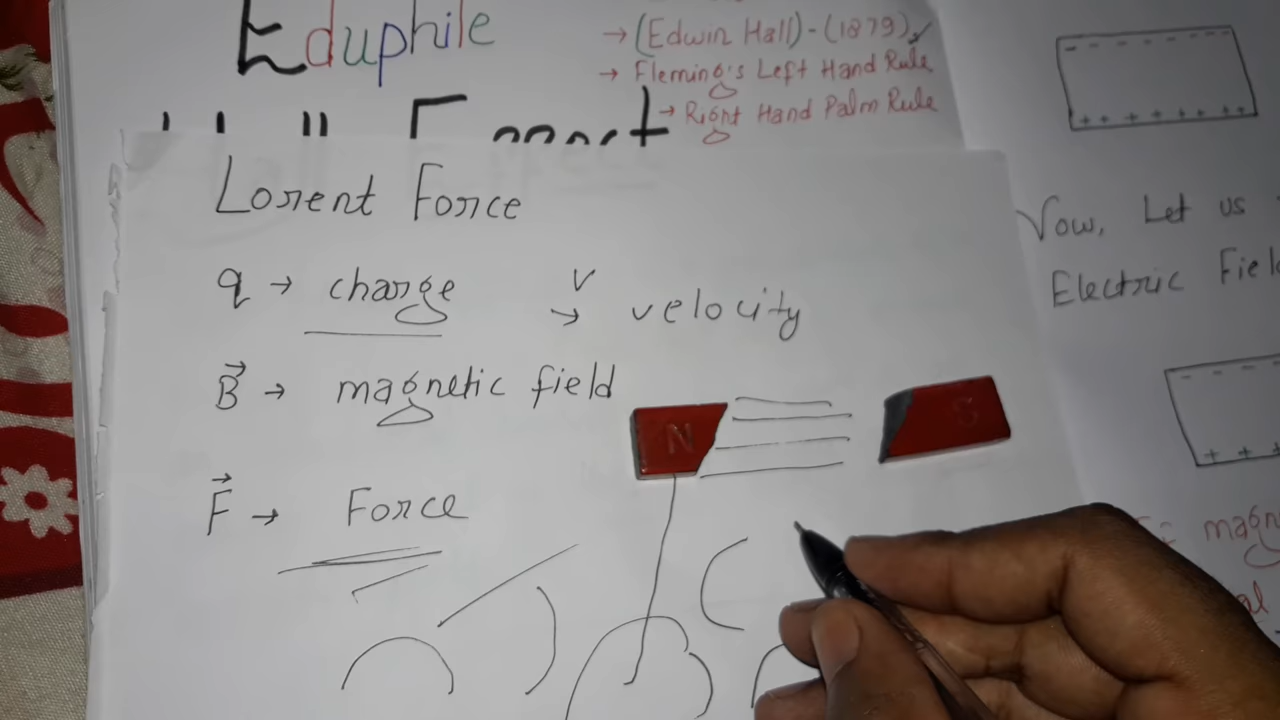 Eduphile
→ (Edwin Hall) - (1879)
→ Fleming's Left Hand Rule
→ Right Hand Palm Rule
Lorent Force
q → charge
V
→ velocity
B → magnetic field
N
S
F → Force
Now, Let us
Electric